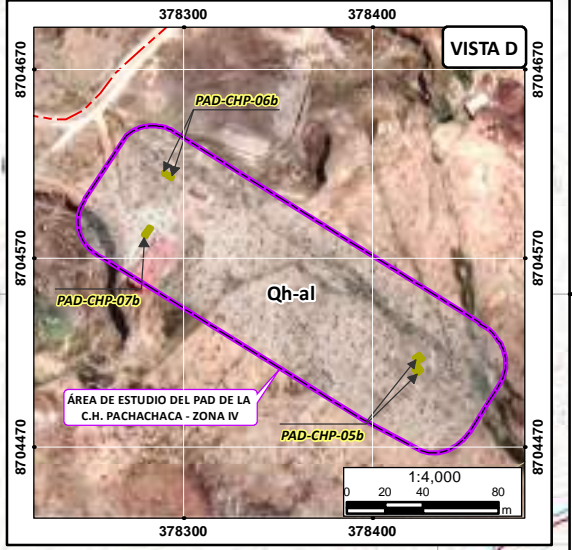 378300
378400
VISTA D
8704670
8704670
PAD-CHP-06b
8704570
8704570
Qh-al
PAD-CHP-07b
ÁREA DE ESTUDIO DEL PAD DE LA
C.H. PACHACHACA - ZONA IV
PAD-CHP-05b
8704470
8704470
1:4,000
0 20 40 80
m
378300
378400